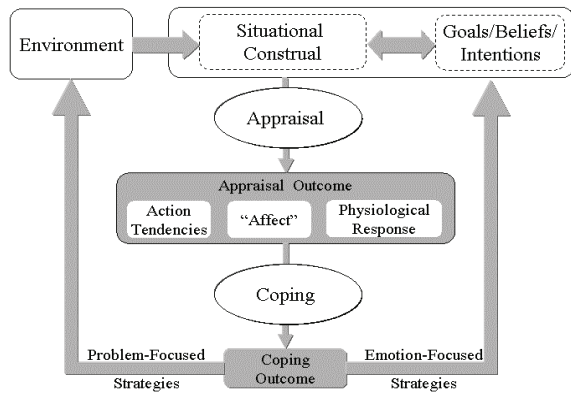 Environment
Situational
Construal
Goals/Beliefs/
Intentions
Appraisal
Appraisal Outcome
Action
Tendencies
“Affect”
Physiological
Response
Coping
Problem-Focused
Strategies
Coping
Outcome
Emotion-Focused
Strategies